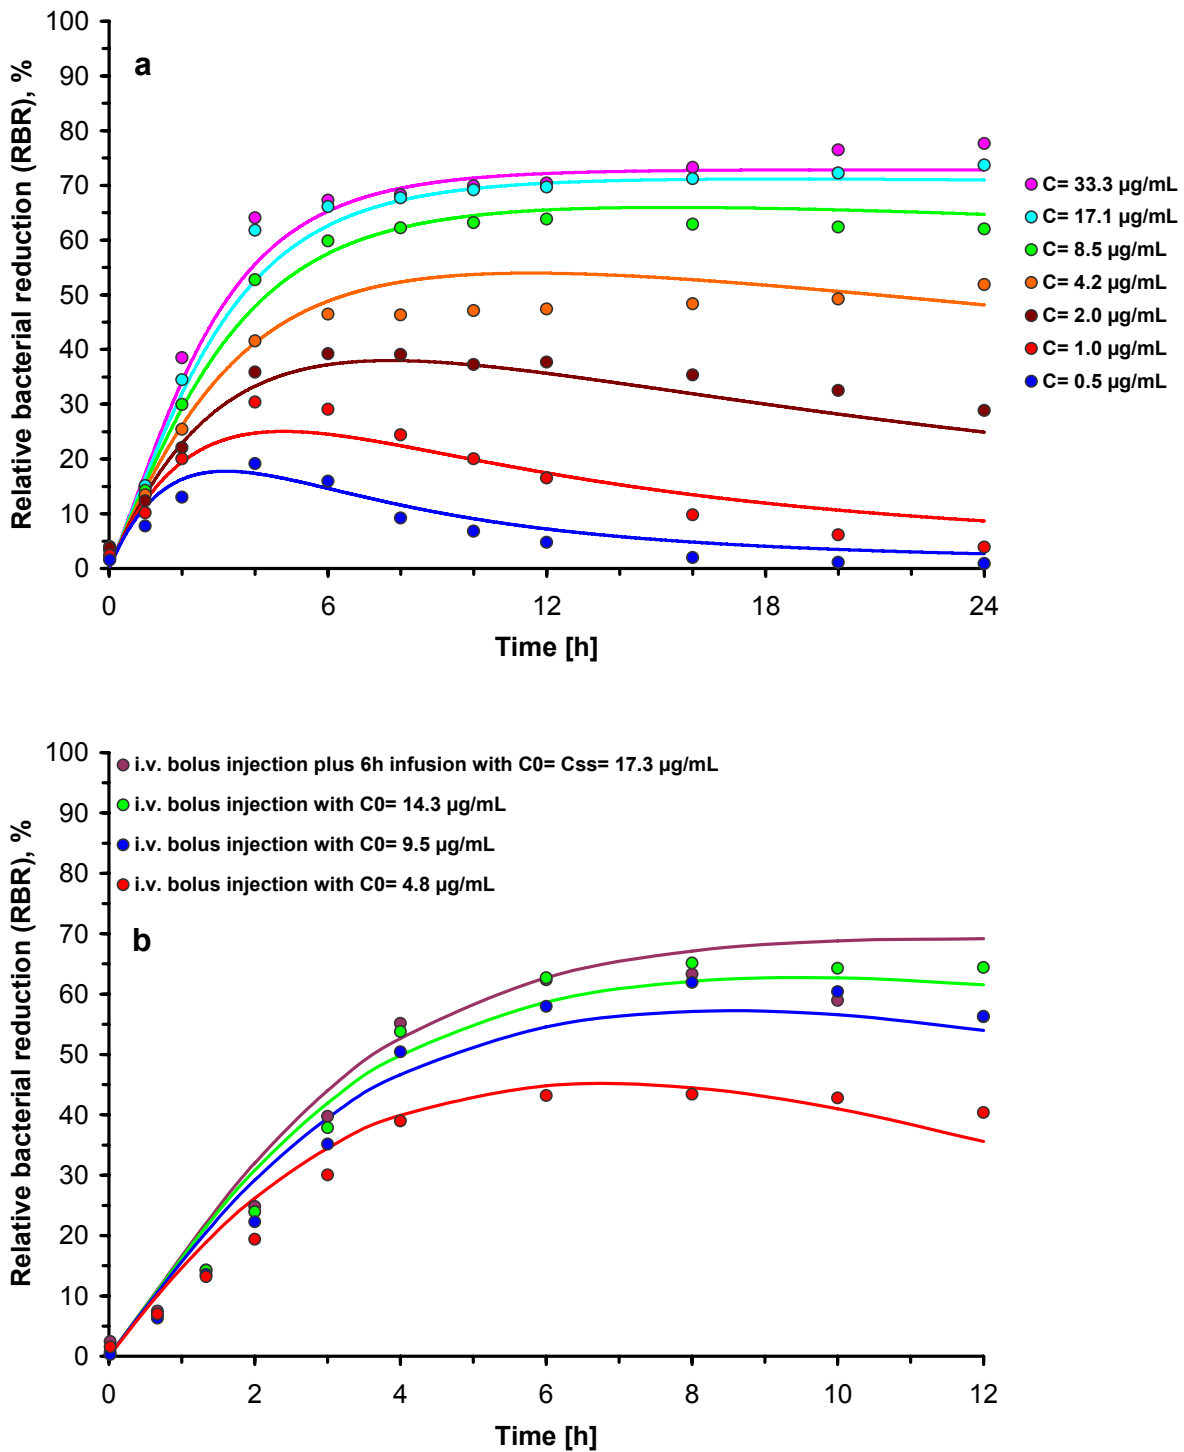 Relative bacterial reduction (RBR), %
100
90
80
70
60
50
40
30
20
10
0
a
0
6
12
18
24
Time [h]
C= 33.3 µg/mL
C= 17.1 µg/mL
C= 8.5 µg/mL
C= 4.2 µg/mL
C= 2.0 µg/mL
C= 1.0 µg/mL
C= 0.5 µg/mL
Relative bacterial reduction (RBR), %
100
90
80
70
60
50
40
30
20
10
0
i.v. bolus injection plus 6h infusion with C0= Css= 17.3 µg/mL
i.v. bolus injection with C0= 14.3 µg/mL
i.v. bolus injection with C0= 9.5 µg/mL
i.v. bolus injection with C0= 4.8 µg/mL
b
0
2
4
6
8
10
12
Time [h]